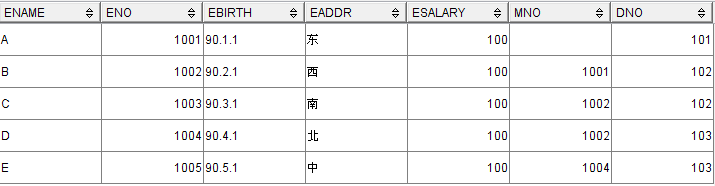 ENAME ENO EBIRTH EADDR ESALARY MNO DNO
A 1001 90.1.1 东 100 101
B 1002 90.2.1 西 100 1001 102
C 1003 90.3.1 南 100 1002 102
D 1004 90.4.1 北 100 1002 103
E 1005 90.5.1 中 100 1004 103